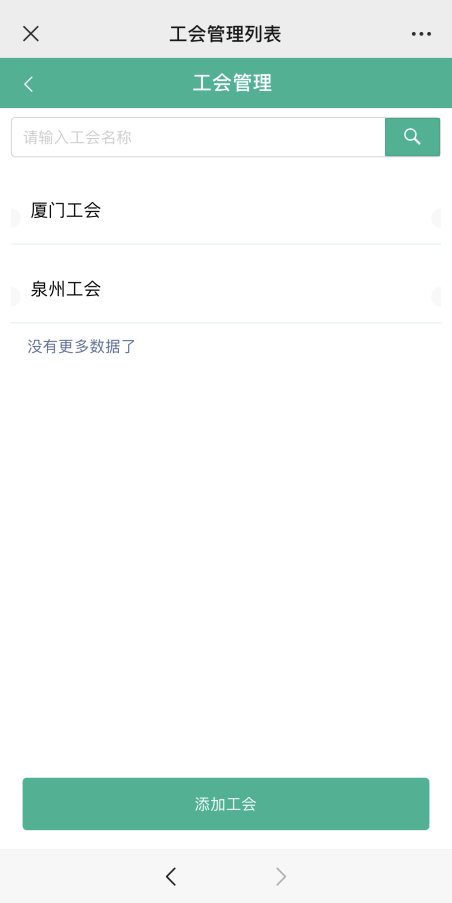 工会管理列表
工会管理
请输入工会名称
厦门工会
泉州工会
没有更多数据了
添加工会